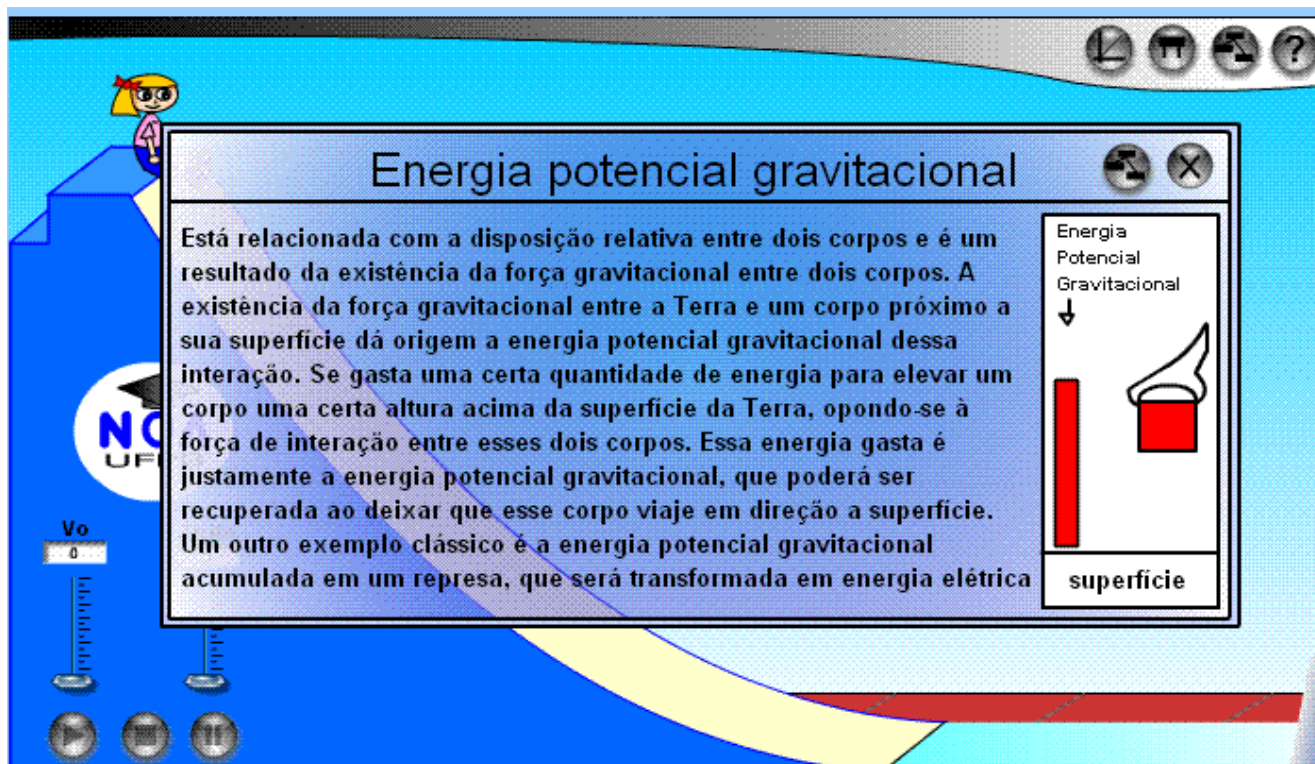 Energia potencial gravitacional
Está relacionada com a disposição relativa entre dois corpos e é um
resultado da existência da força gravitacional entre dois corpos. A
existência da força gravitacional entre a Terra e um corpo próximo a
sua superfície dá origem a energia potencial gravitacional dessa
interação. Se gasta uma certa quantidade de energia para elevar um
corpo uma certa altura acima da superfície da Terra, opondo-se à
força de interação entre esses dois corpos. Essa energia gasta é
justamente a energia potencial gravitacional, que poderá ser
recuperada ao deixar que esse corpo viaje em direção a superfície.
Um outro exemplo clássico é a energia potencial gravitacional
acumulada em um represa, que será transformada em energia elétrica
Energia
Potencial
Gravitacional
superfície
Vo
0
?